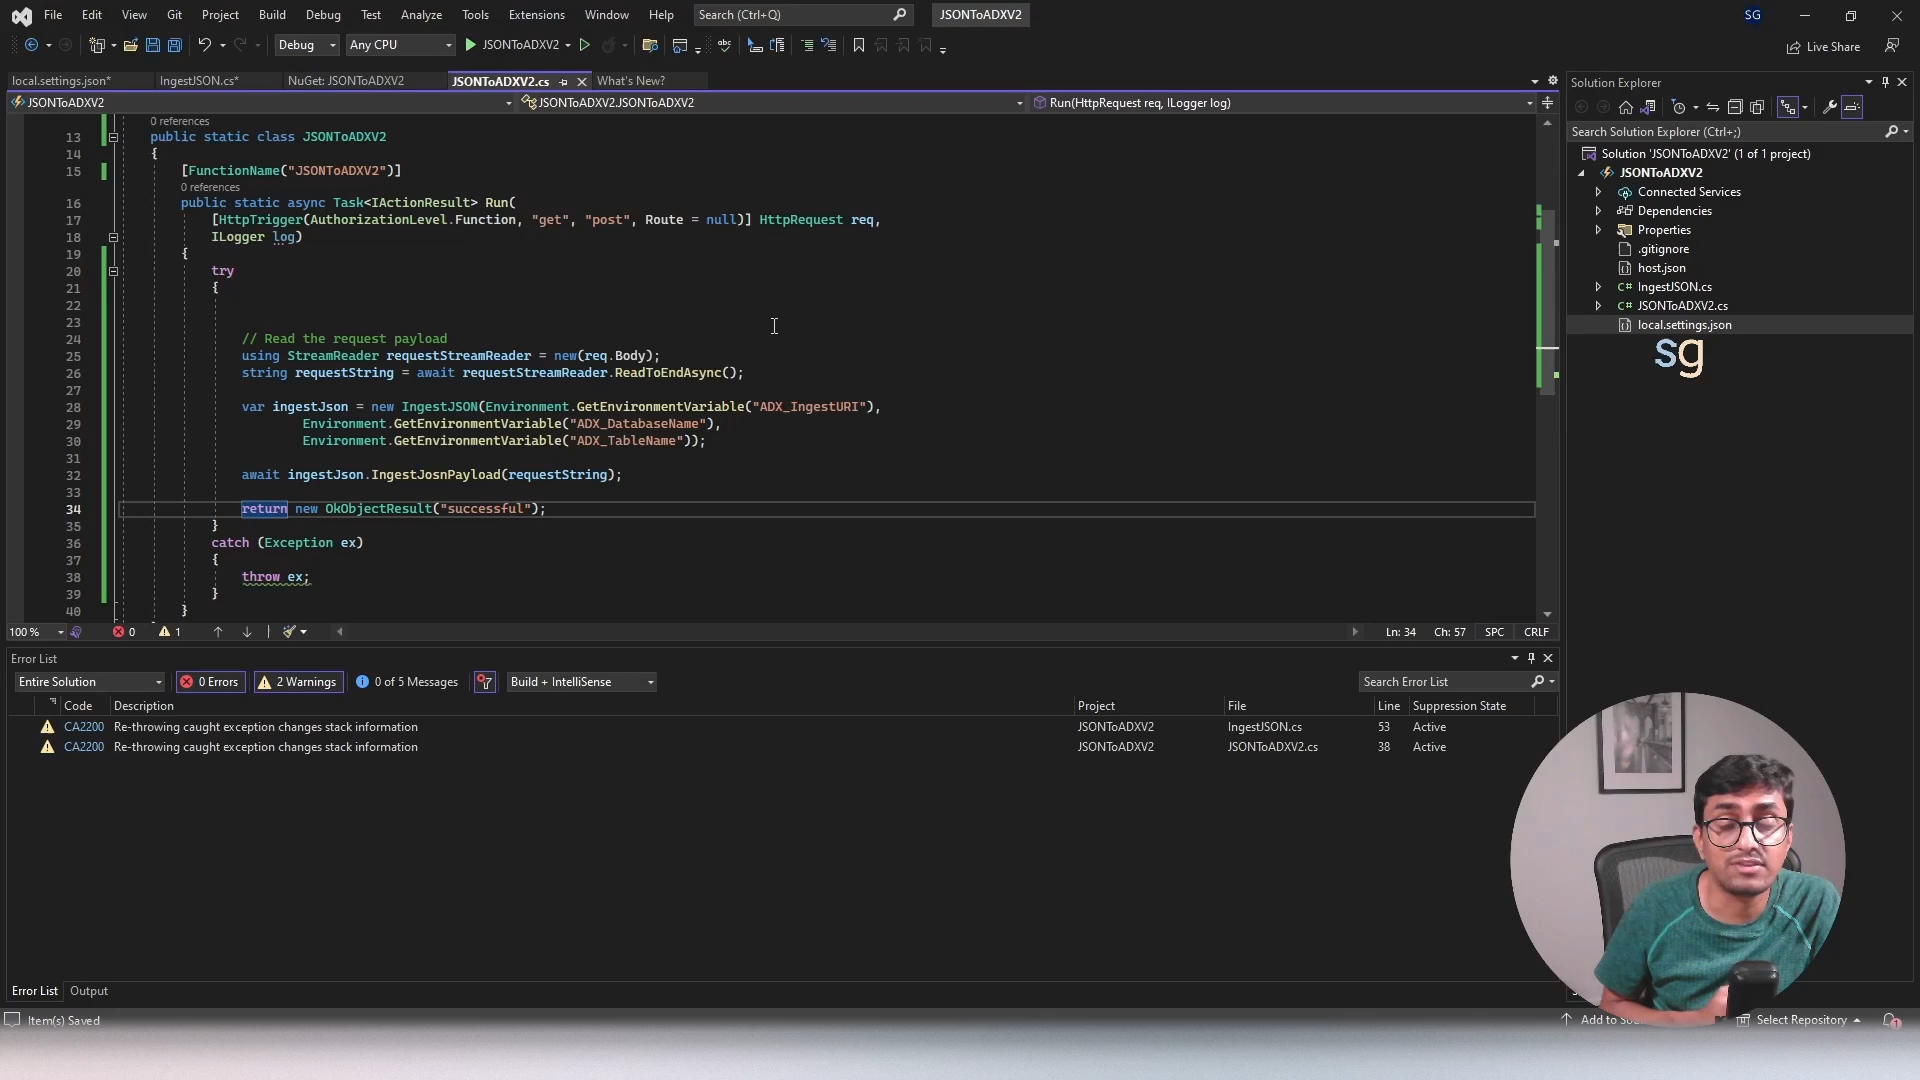 File Edit View Git Project Build Debug Test Analyze Tools Extensions Window Help Search (Ctrl+Q) JSONToADXV2 SG
Debug Any CPU JSONToADXV2 Live Share
local.settings.json* IngestJSON.cs* NuGet: JSONToADXV2 JSONToADXV2.cs What's New?
JSONToADXV2 JSONToADXV2.JSONToADXV2 Run(HttpRequest req, ILogger log)
0 references
13 public static class JSONToADXV2
14 {
15 [FunctionName("JSONToADXV2")]
0 references
16 public static async Task<IActionResult> Run(
17 [HttpTrigger(AuthorizationLevel.Function, "get", "post", Route = null)] HttpRequest req,
18 ILogger log)
19 {
20 try
21 {
22
23
24 // Read the request payload
25 using StreamReader requestStreamReader = new(req.Body);
26 string requestString = await requestStreamReader.ReadToEndAsync();
27
28 var ingestJson = new IngestJSON(Environment.GetEnvironmentVariable("ADX_IngestURI"),
29 Environment.GetEnvironmentVariable("ADX_DatabaseName"),
30 Environment.GetEnvironmentVariable("ADX_TableName"));
31
32 await ingestJson.IngestJosnPayload(requestString);
33
34 return new OkObjectResult("successful");
35 }
36 catch (Exception ex)
37 {
38 throw ex;
39 }
40 }
100 % 0 1 Ln: 34 Ch: 57 SPC CRLF
Solution Explorer
Search Solution Explorer (Ctrl+;)
Solution 'JSONToADXV2' (1 of 1 project)
JSONToADXV2
Connected Services
Dependencies
Properties
.gitignore
host.json
C# IngestJSON.cs
C# JSONToADXV2.cs
local.settings.json
sg
Error List
Entire Solution 0 Errors 2 Warnings 0 of 5 Messages Build + IntelliSense Search Error List
Code Description Project File Line Suppression State
CA2200 Re-throwing caught exception changes stack information JSONToADXV2 IngestJSON.cs 53 Active
CA2200 Re-throwing caught exception changes stack information JSONToADXV2 JSONToADXV2.cs 38 Active
Error List Output
Item(s) Saved Add to Select Repository 1